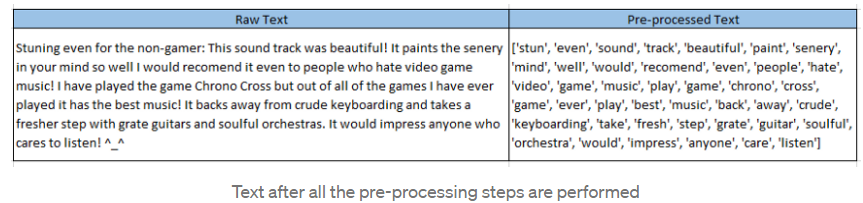 Raw Text
Pre-processed Text
Stuning even for the non-gamer: This sound track was beautiful! It paints the senery
in your mind so well I would recomend it even to people who hate video game
music! I have played the game Chrono Cross but out of all of the games I have ever
played it has the best music! It backs away from crude keyboarding and takes a
fresher step with grate guitars and soulful orchestras. It would impress anyone who
cares to listen! ^_^
['stun', 'even', 'sound', 'track', 'beautiful', 'paint', 'senery',
'mind', 'well', 'would', 'recomend', 'even', 'people', 'hate',
'video', 'game', 'music', 'play', 'game', 'chrono', 'cross',
'game', 'ever', 'play', 'best', 'music', 'back', 'away', 'crude',
'keyboarding', 'take', 'fresh', 'step', 'grate', 'guitar', 'soulful',
'orchestra', 'would', 'impress', 'anyone', 'care', 'listen']
Text after all the pre-processing steps are performed